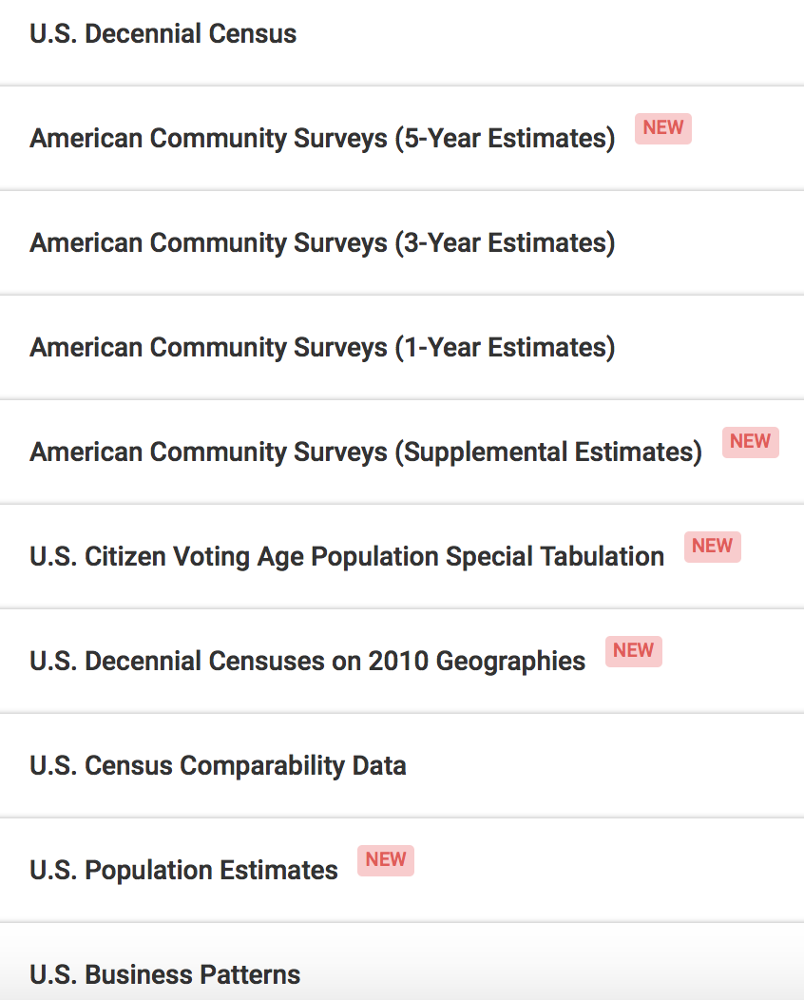 U.S. Decennial Census
American Community Surveys (5-Year Estimates) NEW
American Community Surveys (3-Year Estimates)
American Community Surveys (1-Year Estimates)
American Community Surveys (Supplemental Estimates) NEW
U.S. Citizen Voting Age Population Special Tabulation NEW
U.S. Decennial Censuses on 2010 Geographies NEW
U.S. Census Comparability Data
U.S. Population Estimates NEW
U.S. Business Patterns